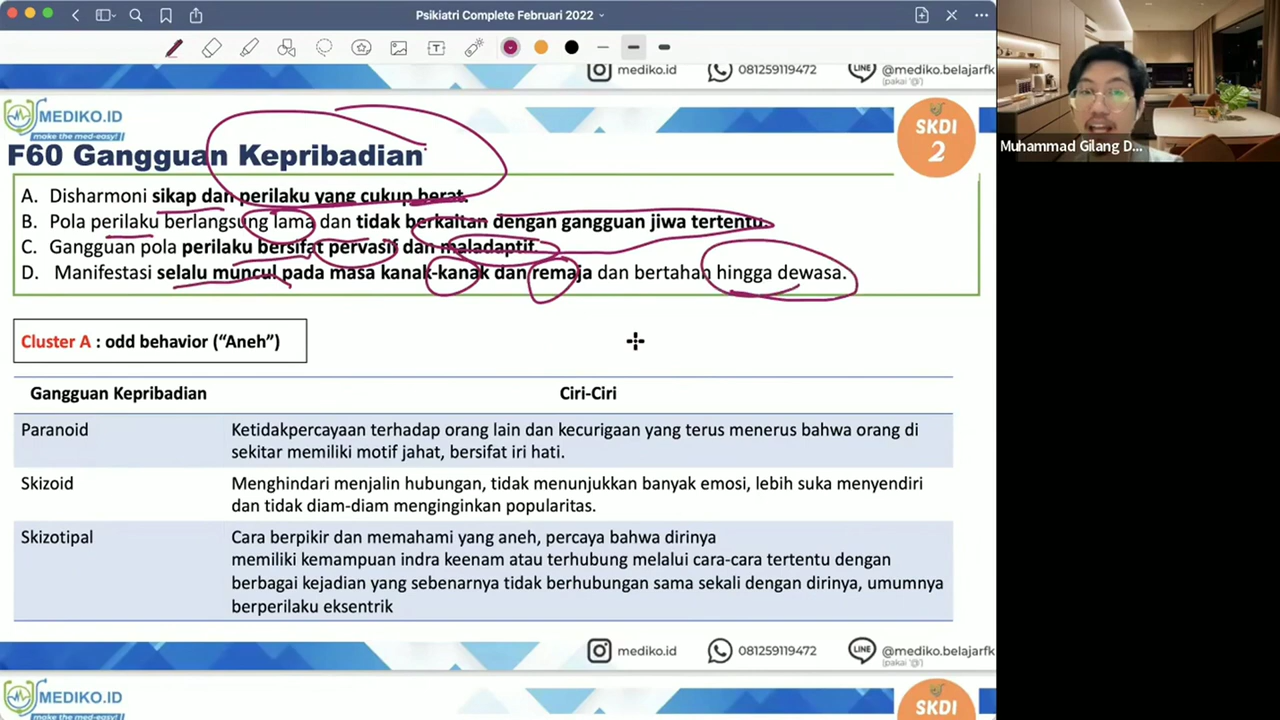 Psikiatri Complete Februari 2022
mediko.id
081259119472
LINE
@mediko.belajarfk
(pakai '@')
MEDIKO.ID
make the med-easy!
SKDI
2
F60 Gangguan Kepribadian
A. Disharmoni sikap dan perilaku yang cukup berat.
B. Pola perilaku berlangsung lama dan tidak berkaitan dengan gangguan jiwa tertentu.
C. Gangguan pola perilaku bersifat pervasif dan maladaptif.
D. Manifestasi selalu muncul pada masa kanak-kanak dan remaja dan bertahan hingga dewasa.
Muhammad Gilang D...
Cluster A : odd behavior (“Aneh”)
Gangguan Kepribadian
Ciri-Ciri
Paranoid
Ketidakpercayaan terhadap orang lain dan kecurigaan yang terus menerus bahwa orang di
sekitar memiliki motif jahat, bersifat iri hati.
Skizoid
Menghindari menjalin hubungan, tidak menunjukkan banyak emosi, lebih suka menyendiri
dan tidak diam-diam menginginkan popularitas.
Skizotipal
Cara berpikir dan memahami yang aneh, percaya bahwa dirinya
memiliki kemampuan indra keenam atau terhubung melalui cara-cara tertentu dengan
berbagai kejadian yang sebenarnya tidak berhubungan sama sekali dengan dirinya, umumnya
berperilaku eksentrik
mediko.id
081259119472
LINE
@mediko.belajarfk
(pakai '@')
MEDIKO.ID
make the med-easy!
SKDI